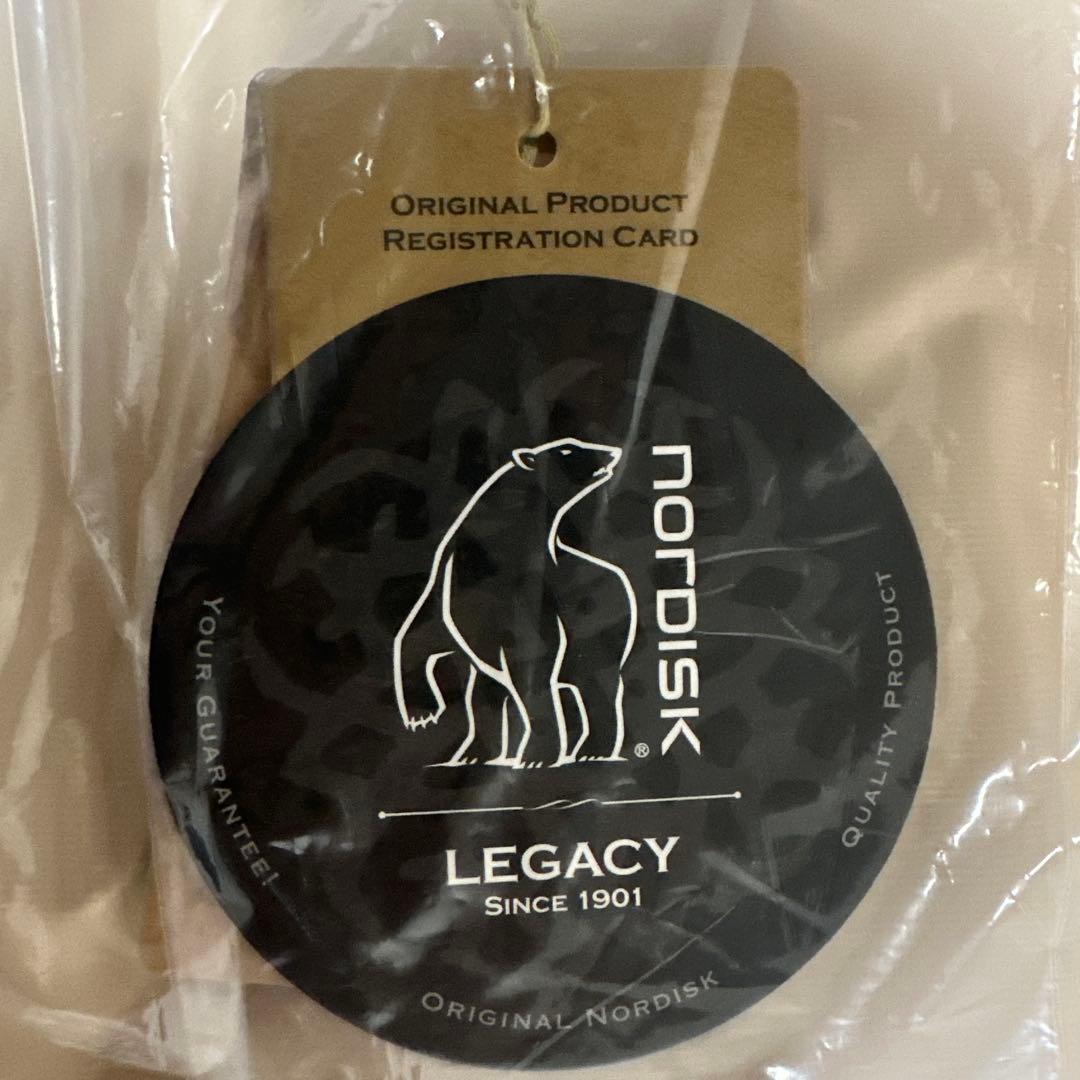 ORIGINAL PRODUCT
REGISTRATION CARD
NORDISK
®
YOUR GUARANTEE!
QUALITY PRODUCT
LEGACY
SINCE 1901
ORIGINAL NORDISK